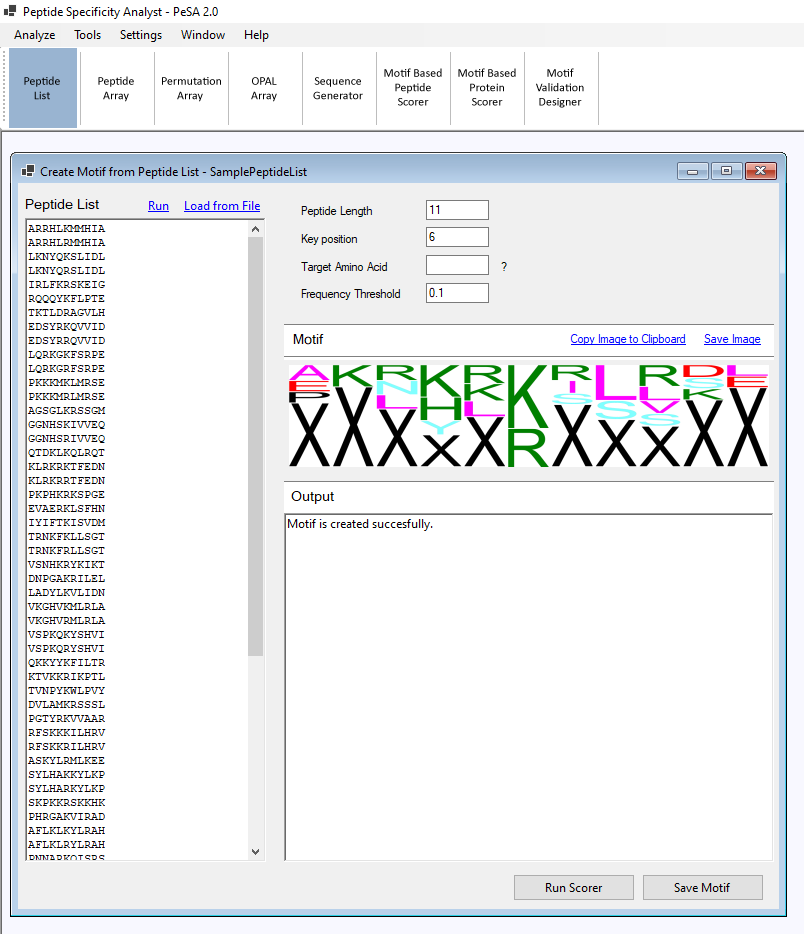 Peptide Specificity Analyst - PeSA 2.0
Analyze Tools Settings Window Help
Peptide List
Peptide Array
Permutation Array
OPAL Array
Sequence Generator
Motif Based Peptide Scorer
Motif Based Protein Scorer
Motif Validation Designer
Create Motif from Peptide List - SamplePeptideList
Peptide List Run Load from File
ARRHLKMMHIA
ARRHLRMMHIA
LKNYQKSLIDL
LKNYQRSLIDL
IRLFKRSKEIG
RQQQYKFLPTE
TKTLDRAGVLH
EDSYRKQVVID
EDSYRRQVVID
LQRKGKFSRPE
LQRKGRFSRPE
PKKKMKLMRSE
PKKKMRLMRSE
AGSGLKRSSGM
GGNHSKIVVEQ
GGNHSRIVVEQ
QTDKLKQLRQT
KLRKRKTFEDN
KLRKRRTFEDN
PKPHKRKSPGE
EVAERKLSFHN
IYIFTKISVDM
TRNKFKLLSGT
TRNKFRLLSGT
VSNHKRYKIKT
DNPGAKRILEL
LADYLKVLIDN
VKGHVKMLRLA
VKGHVRMLRLA
VSPKQKYSHVI
VSPKQRYSHVI
QKKYYKFILTR
KTVKKRIKPTL
TVNPYKWLPVY
DVLAMKRSSSL
PGTYRKVVAAR
RFSKKKILHRV
RFSKKRILHRV
ASKYLRMLKEE
SYLHAKKYLKP
SYLHARKYLKP
SKPKKRSKKHK
PHRGAKVIRAD
AFLKLKYLRAH
AFLKLRYLRAH
PNNARKQISRS
Peptide Length 11
Key position 6
Target Amino Acid ?
Frequency Threshold 0.1
Motif Copy Image to Clipboard Save Image
Output
Motif is created succesfully.
Run Scorer Save Motif